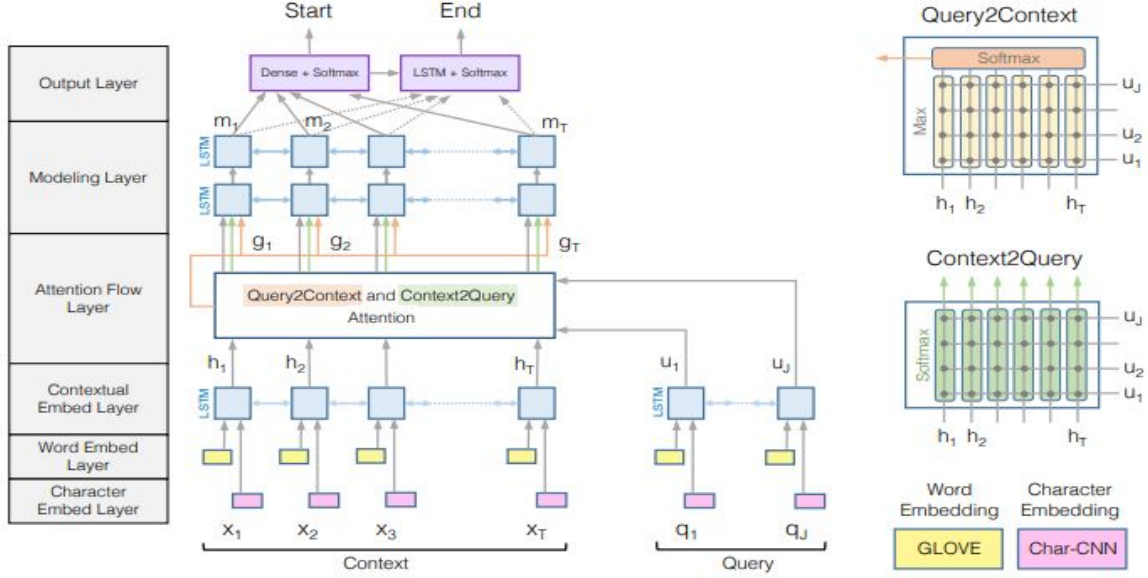 Start End
Output Layer
Dense + Softmax LSTM + Softmax
m1 m2 mT
Modeling Layer
LSTM
LSTM
g1 g2 gT
Attention Flow
Layer
Query2Context and Context2Query
Attention
h1 h2 hT
u1 uJ
Contextual
Embed Layer
LSTM LSTM
Word Embed
Layer
Character
Embed Layer
x1 x2 x3 xT q1 qJ
Context Query
Query2Context
Softmax
Max
uJ
u2
u1
h1 h2 hT
Context2Query
Softmax
uJ
u2
u1
h1 h2 hT
Word
Embedding
Character
Embedding
GLOVE Char-CNN